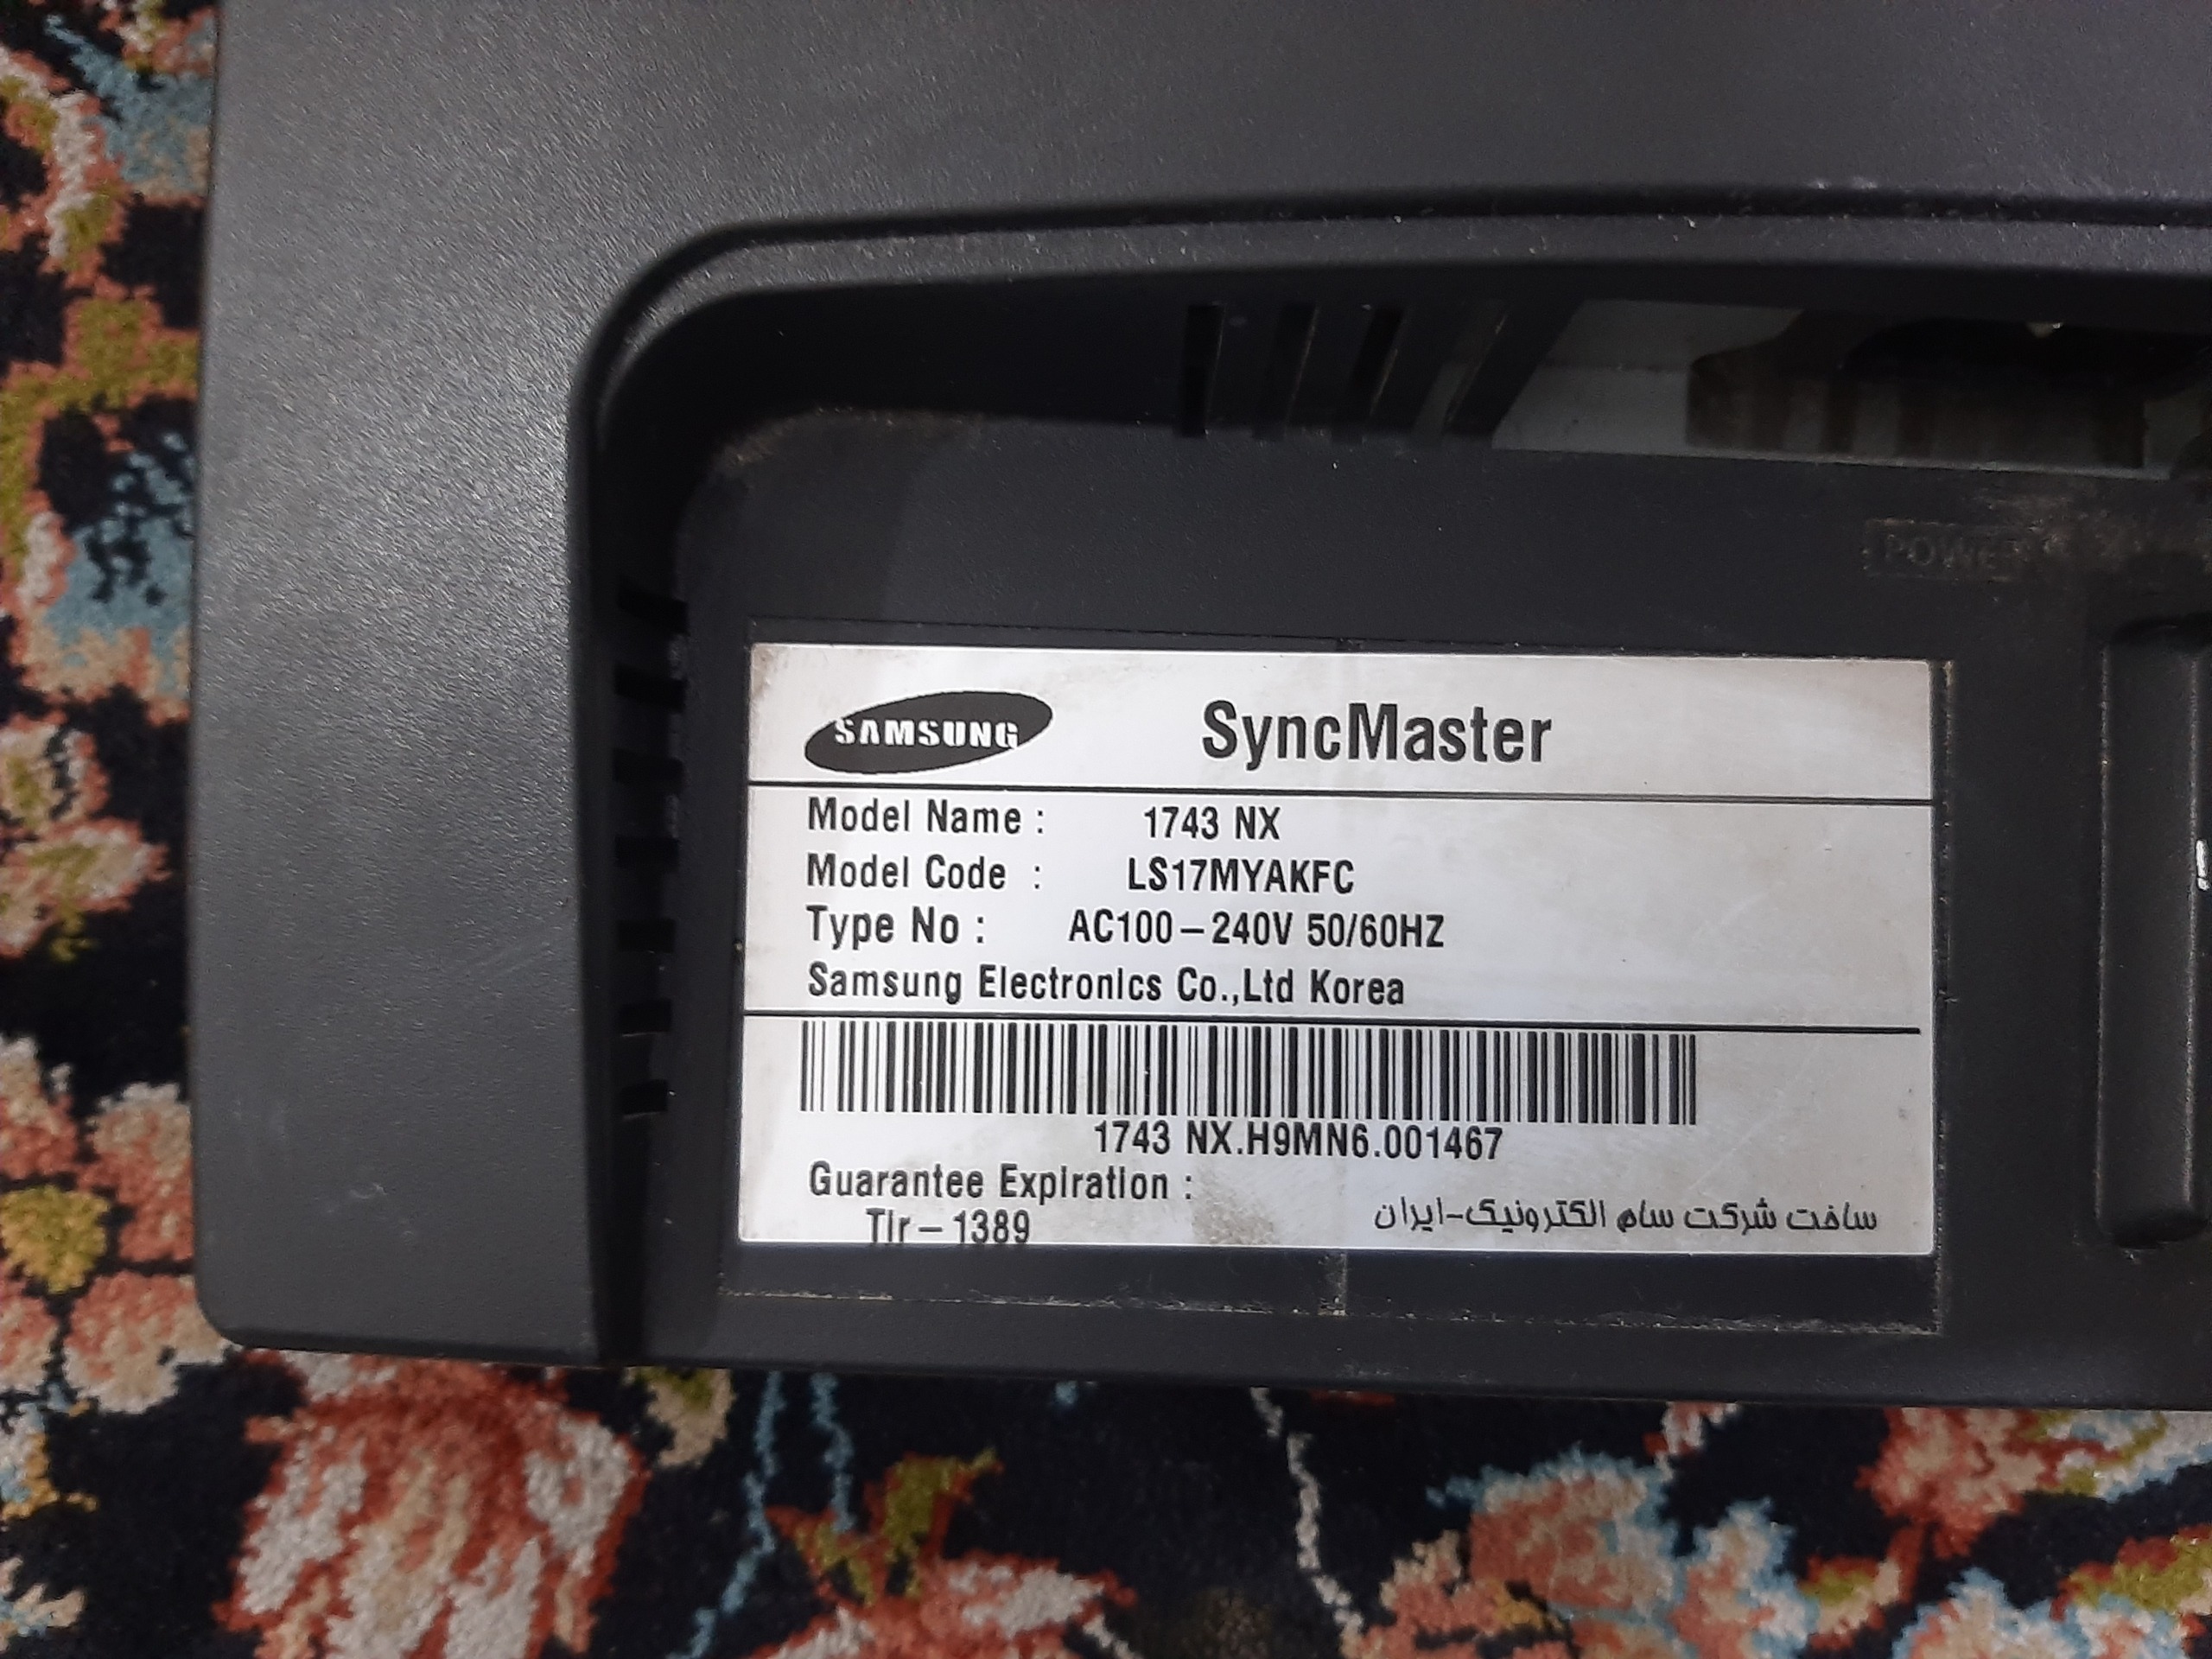 POWER
SAMSUNG SyncMaster
Model Name : 1743 NX
Model Code : LS17MYAKFC
Type No : AC100-240V 50/60HZ
Samsung Electronics Co.,Ltd Korea
1743 NX.H9MN6.001467
Guarantee Expiration :
TIr-1389
ساخت شرکت سام الکترونیک-ایران